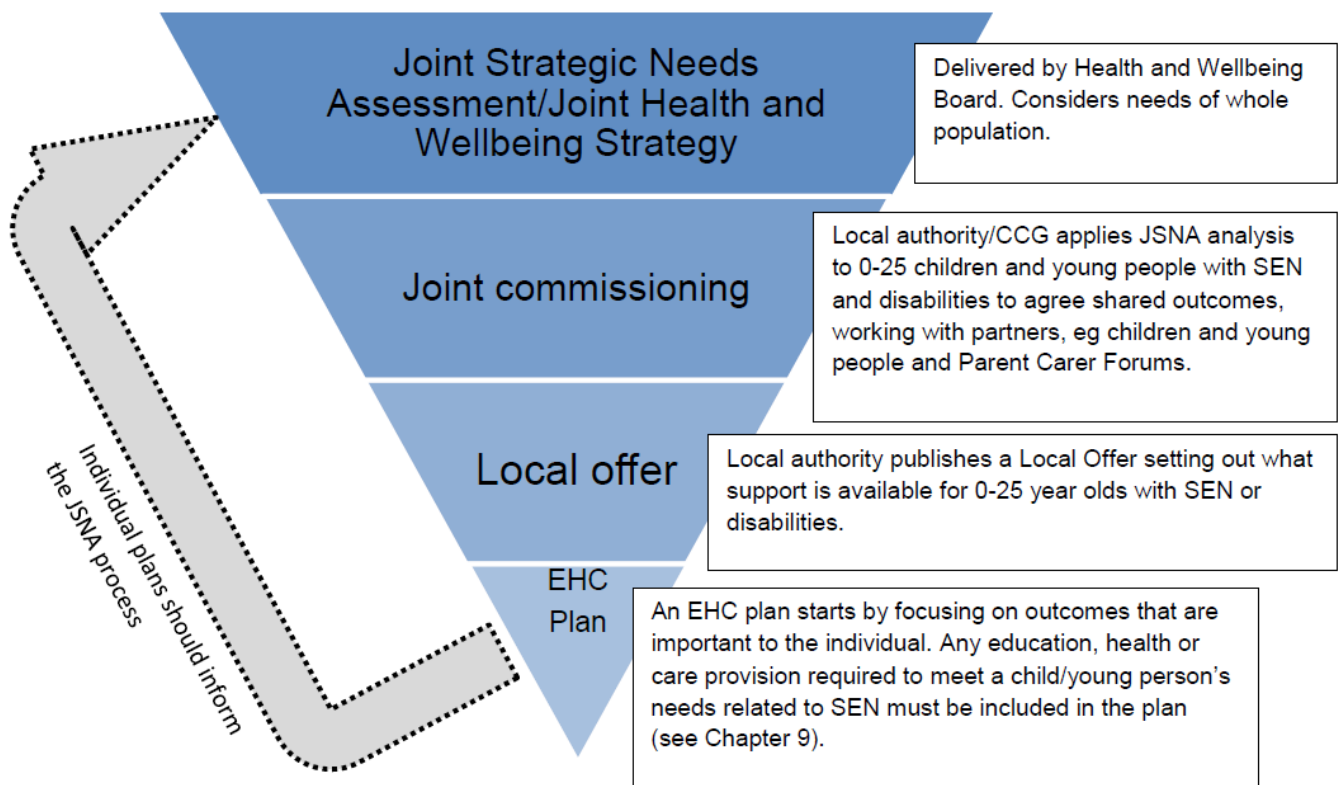 Joint Strategic Needs
Assessment/Joint Health and
Wellbeing Strategy
Delivered by Health and Wellbeing
Board. Considers needs of whole
population.
Joint commissioning
Local authority/CCG applies JSNA analysis
to 0-25 children and young people with SEN
and disabilities to agree shared outcomes,
working with partners, eg children and young
people and Parent Carer Forums.
Local offer
Local authority publishes a Local Offer setting out what
support is available for 0-25 year olds with SEN or
disabilities.
EHC
Plan
An EHC plan starts by focusing on outcomes that are
important to the individual. Any education, health or
care provision required to meet a child/young person’s
needs related to SEN must be included in the plan
(see Chapter 9).
Individual plans should inform
the JSNA process